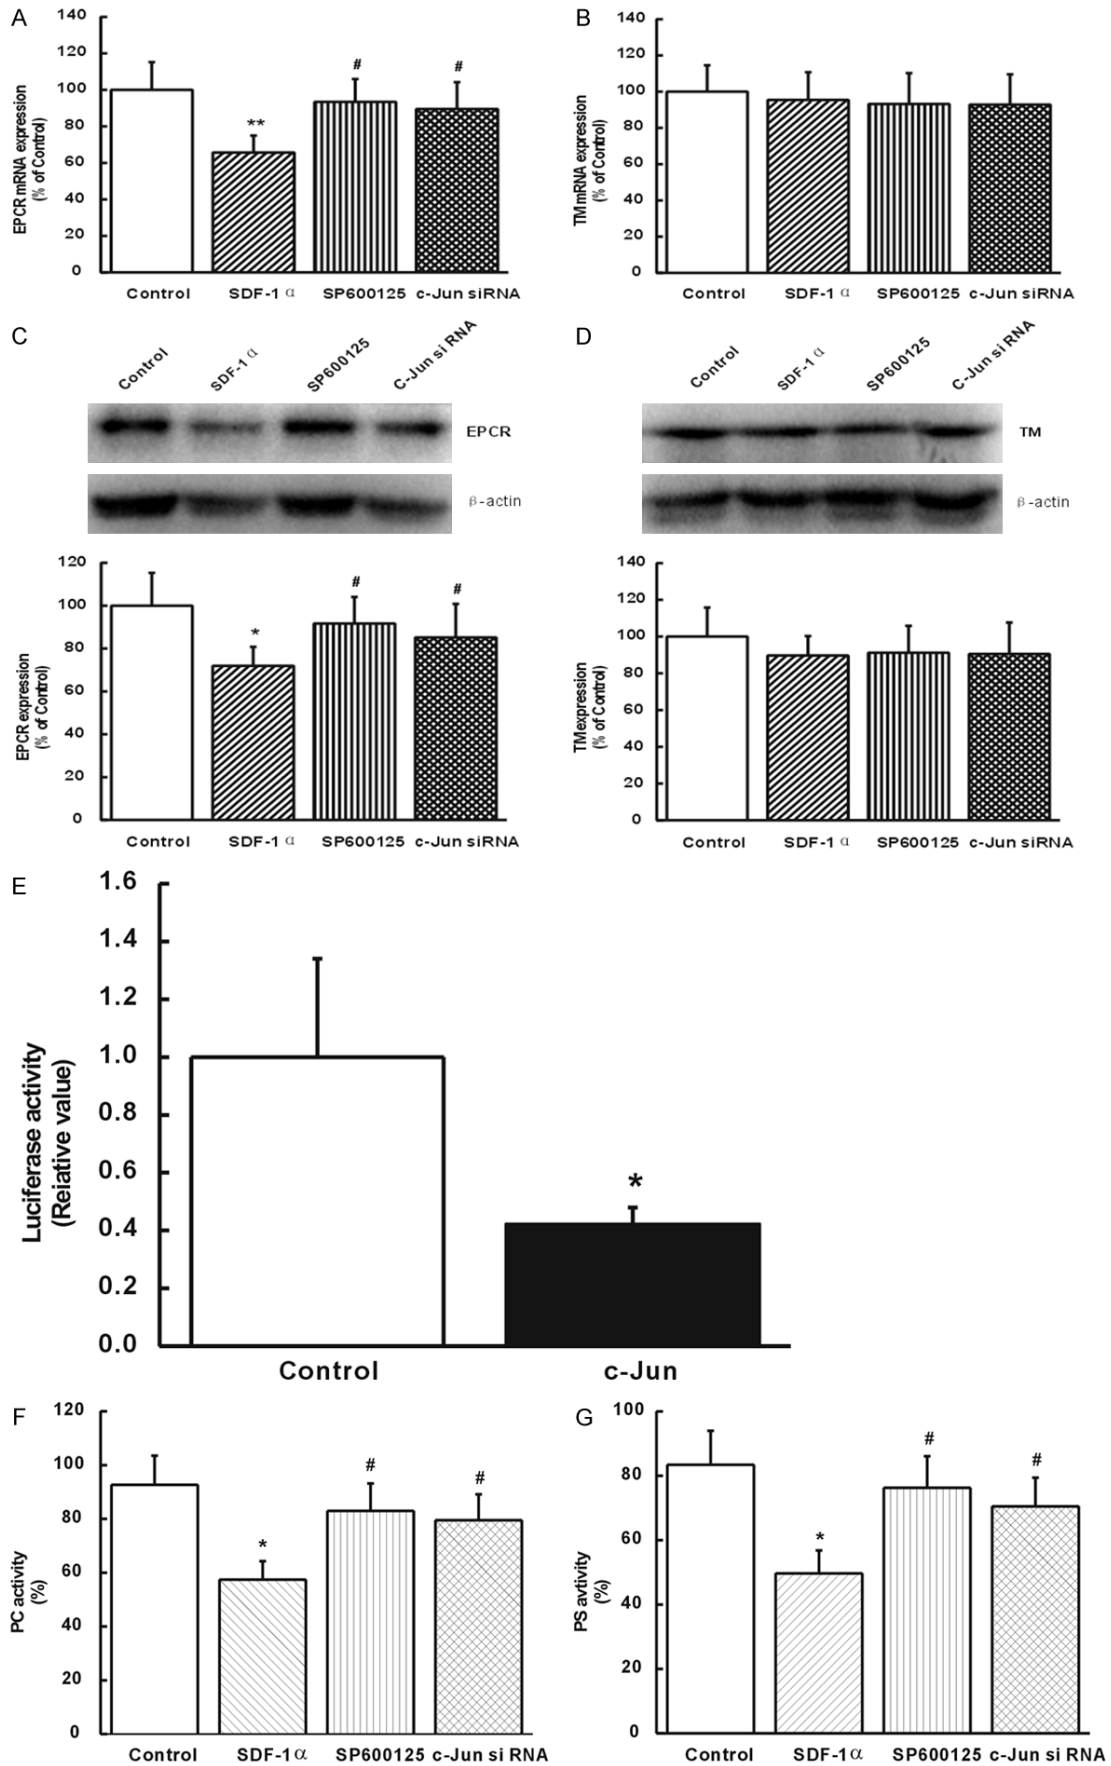 A
140
120
100
80
60
40
20
0
EPCR mRNA expression
(% of Control)
**
#
#
Control SDF-1 α SP600125 c-Jun siRNA
B
140
120
100
80
60
40
20
0
TM mRNA expression
(% of Control)
Control SDF-1 α SP600125 c-Jun siRNA
C
Control SDF-1 α SP600125 C-Jun si RNA
EPCR
β-actin
120
100
80
60
40
20
0
EPCR expression
(% of Control)
*
#
#
Control SDF-1 α SP600125 c-Jun siRNA
D
Control SDF-1 α SP600125 C-Jun si RNA
TM
β-actin
140
120
100
80
60
40
20
0
TM expression
(% of Control)
Control SDF-1 α SP600125 c-Jun siRNA
E
1.6
1.4
1.2
1.0
0.8
0.6
0.4
0.2
0.0
Luciferase activity
(Reiative value)
*
Control c-Jun
F
120
100
80
60
40
20
0
PC activity
(%)
*
#
#
Control SDF-1α SP600125 c-Jun si RNA
G
100
80
60
40
20
0
PS avtivity
(%)
*
#
#
Control SDF-1α SP600125 c-Jun si RNA